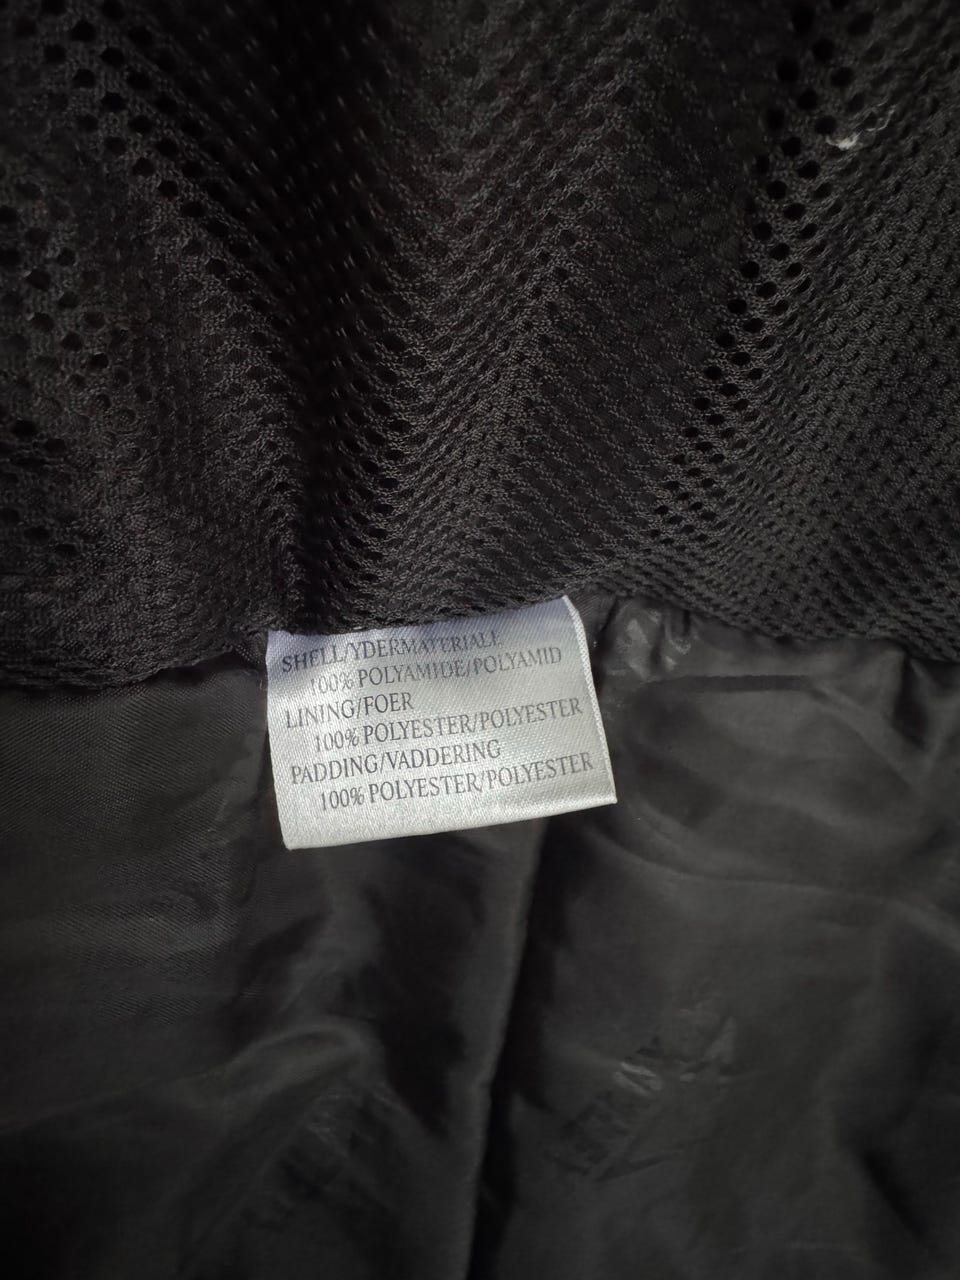 SHELL/YDERMATERIALE
100% POLYAMIDE/POLYAMID
LINING/FOER
100% POLYESTER/POLYESTER
PADDING/VADDERING
100% POLYESTER/POLYESTER